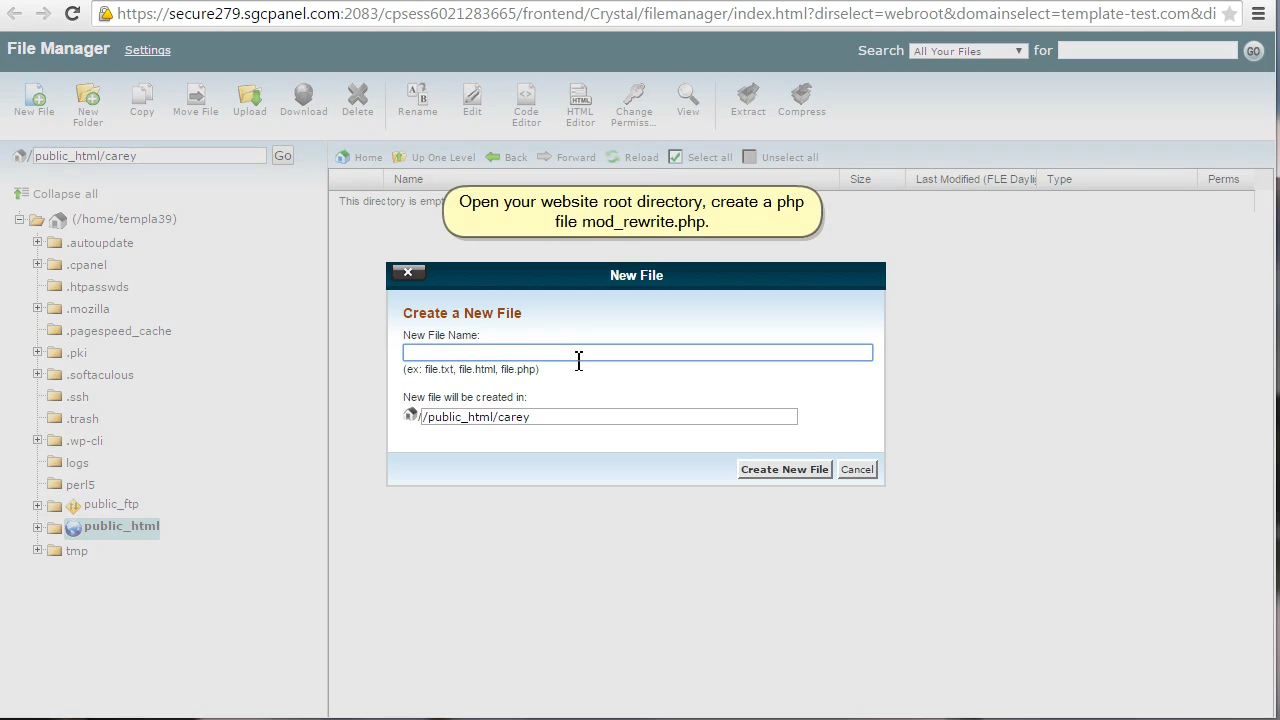 https://secure279.sgcpanel.com:2083/cpsess6021283665/frontend/Crystal/filemanager/index.html?dirselect=webroot&domainselect=template-test.com&di
File Manager Settings Search All Your Files for GO
New File
New Folder
Copy
Move File
Upload
Download
Delete
Rename
Edit
Code Editor
HTML Editor
Change Permiss...
View
Extract
Compress
/public_html/carey Go
Home Up One Level Back Forward Reload Select all Unselect all
Name Size Last Modified (FLE Dayli Type Perms
This directory is empt
Open your website root directory, create a php
file mod_rewrite.php.
Collapse all
(/home/templa39)
.autoupdate
.cpanel
.htpasswds
.mozilla
.pagespeed_cache
.pki
.softaculous
.ssh
.trash
.wp-cli
logs
perl5
public_ftp
public_html
tmp
New File
Create a New File
New File Name:
(ex: file.txt, file.html, file.php)
New file will be created in:
//public_html/carey
Create New File Cancel